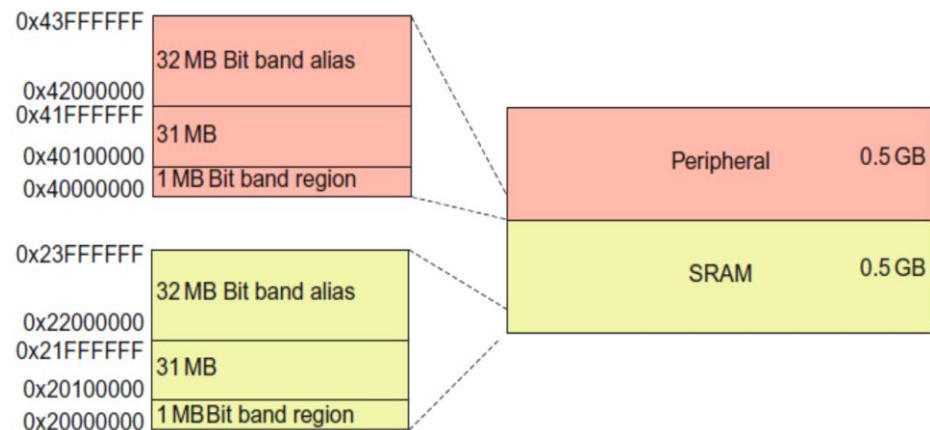 0x43FFFFFF
32 MB Bit band alias
0x42000000
0x41FFFFFF
31 MB
0x40100000
1 MB Bit band region
0x40000000
Peripheral 0.5 GB
0x23FFFFFF
SRAM 0.5 GB
32 MB Bit band alias
0x22000000
0x21FFFFFF
31 MB
0x20100000
1 MB Bit band region
0x20000000